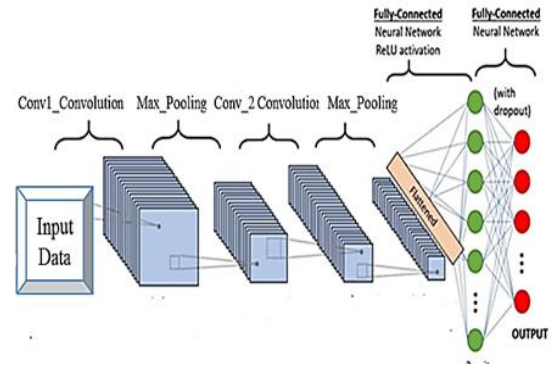 Fully-Connected
Neural Network
ReLU activation
Fully-Connected
Neural Network
(with
dropout)
Conv1_Convolution
Max_Pooling
Conv_2 Convolution
Max_Pooling
Input
Data
Flattened
OUTPUT